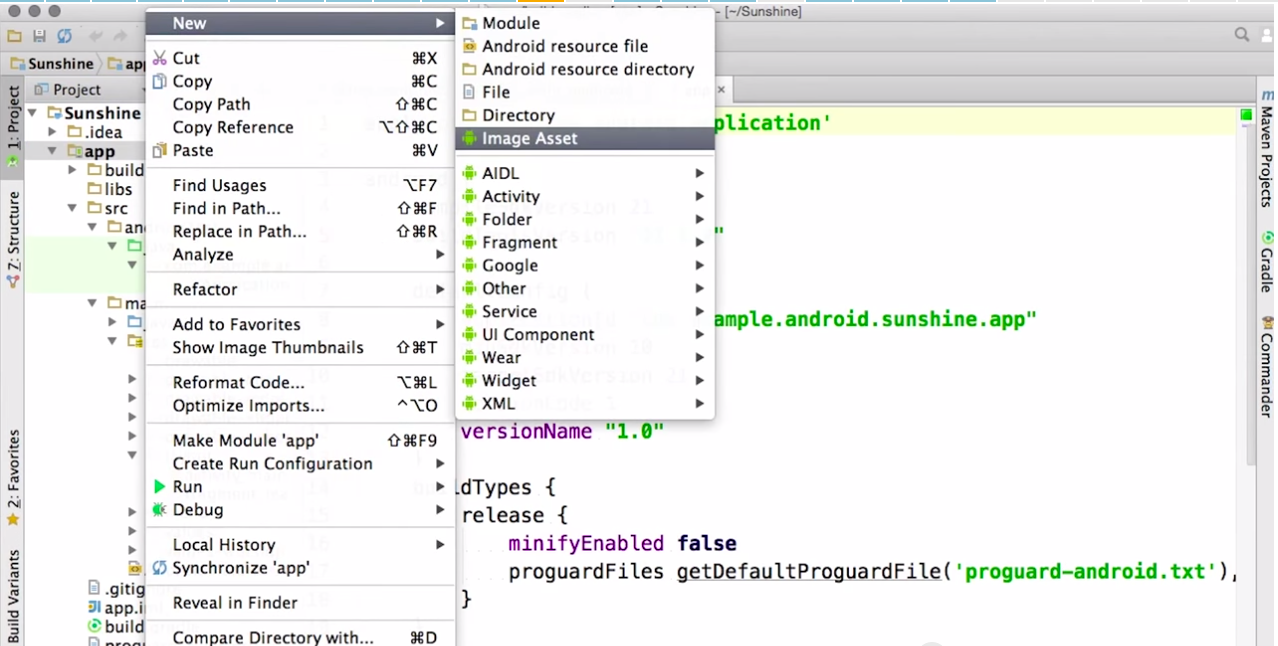 - [~/Sunshine]
Sunshine
app
Project
Sunshine
.idea
app
build
libs
src
.gitig
app.i
build
1: Project
7: Structure
2: Favorites
Build Variants
New
Cut ⌘X
Copy ⌘C
Copy Path ⇧⌘C
Copy Reference ⌥⇧⌘C
Paste ⌘V
Find Usages ⌥F7
Find in Path... ⇧⌘F
Replace in Path... ⇧⌘R
Analyze
Refactor
Add to Favorites
Show Image Thumbnails ⇧⌘T
Reformat Code... ⌥⌘L
Optimize Imports... ^⌥O
Make Module 'app' ⇧⌘F9
Create Run Configuration
Run
Debug
Local History
Synchronize 'app'
Reveal in Finder
Compare Directory with... ⌘D
Module
Android resource file
Android resource directory
File
Directory
Image Asset
AIDL
Activity
Folder
Fragment
Google
Other
Service
UI Component
Wear
Widget
XML
plication'
ample.android.sunshine.app"
versionName "1.0"
ldTypes {
release {
minifyEnabled false
proguardFiles getDefaultProguardFile('proguard-android.txt'),
}
Maven Projects
Gradle
Commander